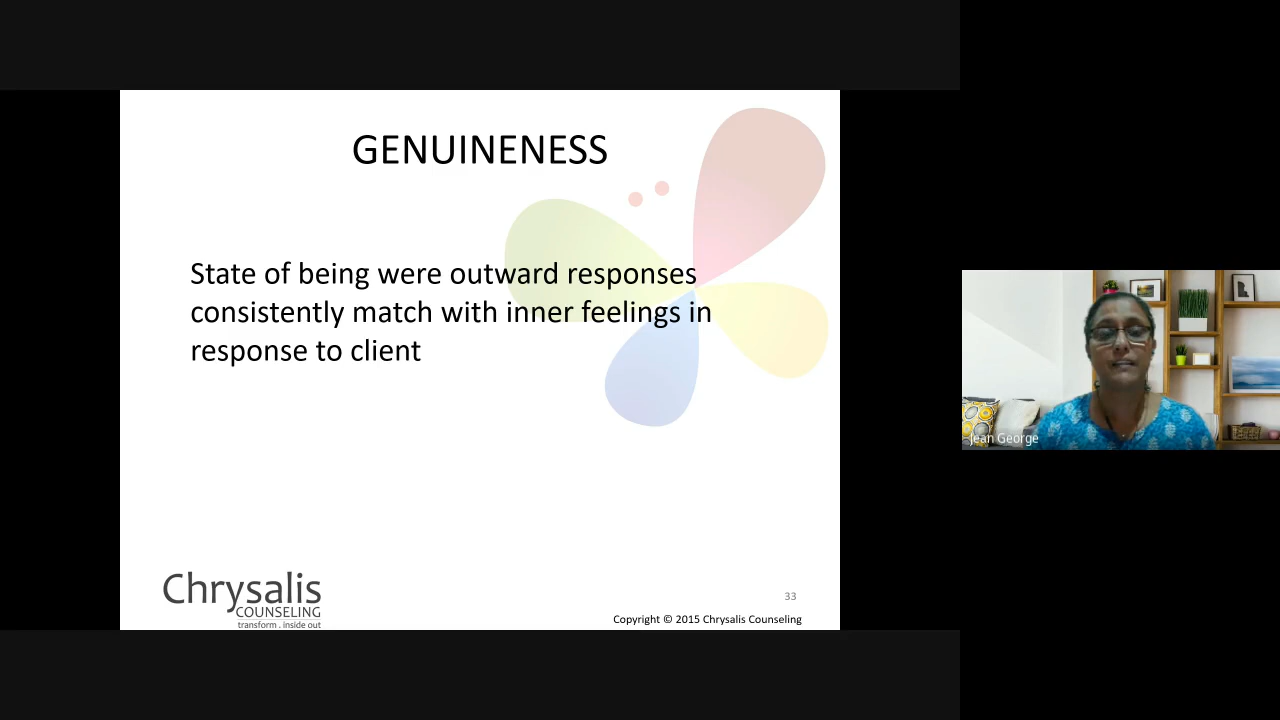 GENUINENESS
State of being were outward responses
consistently match with inner feelings in
response to client
Jean George
Chrysalis
COUNSELING
transform . inside out
33
Copyright © 2015 Chrysalis Counseling